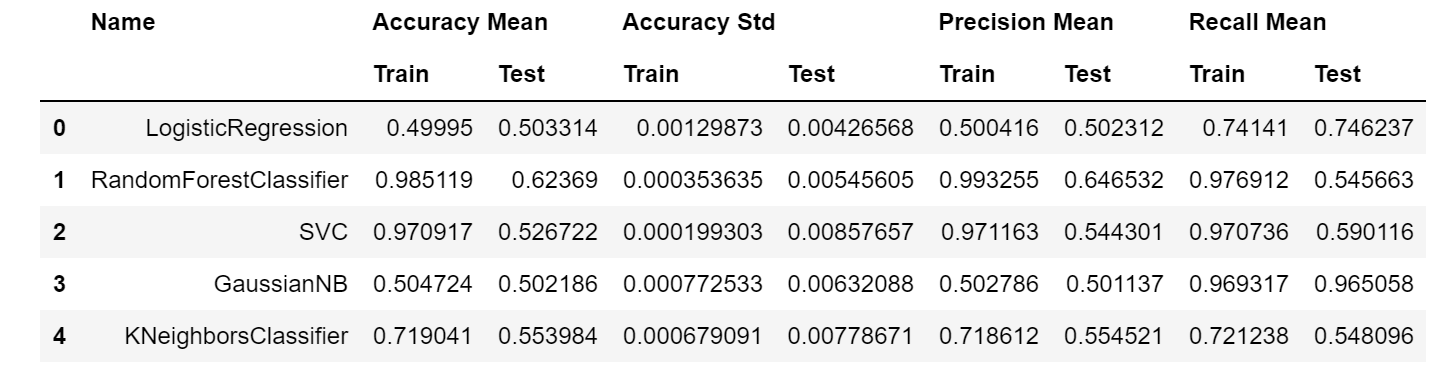 Name Accuracy Mean Accuracy Std Precision Mean Recall Mean
Train Test Train Test Train Test Train Test
0 LogisticRegression 0.49995 0.503314 0.00129873 0.00426568 0.500416 0.502312 0.74141 0.746237
1 RandomForestClassifier 0.985119 0.62369 0.000353635 0.00545605 0.993255 0.646532 0.976912 0.545663
2 SVC 0.970917 0.526722 0.000199303 0.00857657 0.971163 0.544301 0.970736 0.590116
3 GaussianNB 0.504724 0.502186 0.000772533 0.00632088 0.502786 0.501137 0.969317 0.965058
4 KNeighborsClassifier 0.719041 0.553984 0.000679091 0.00778671 0.718612 0.554521 0.721238 0.548096